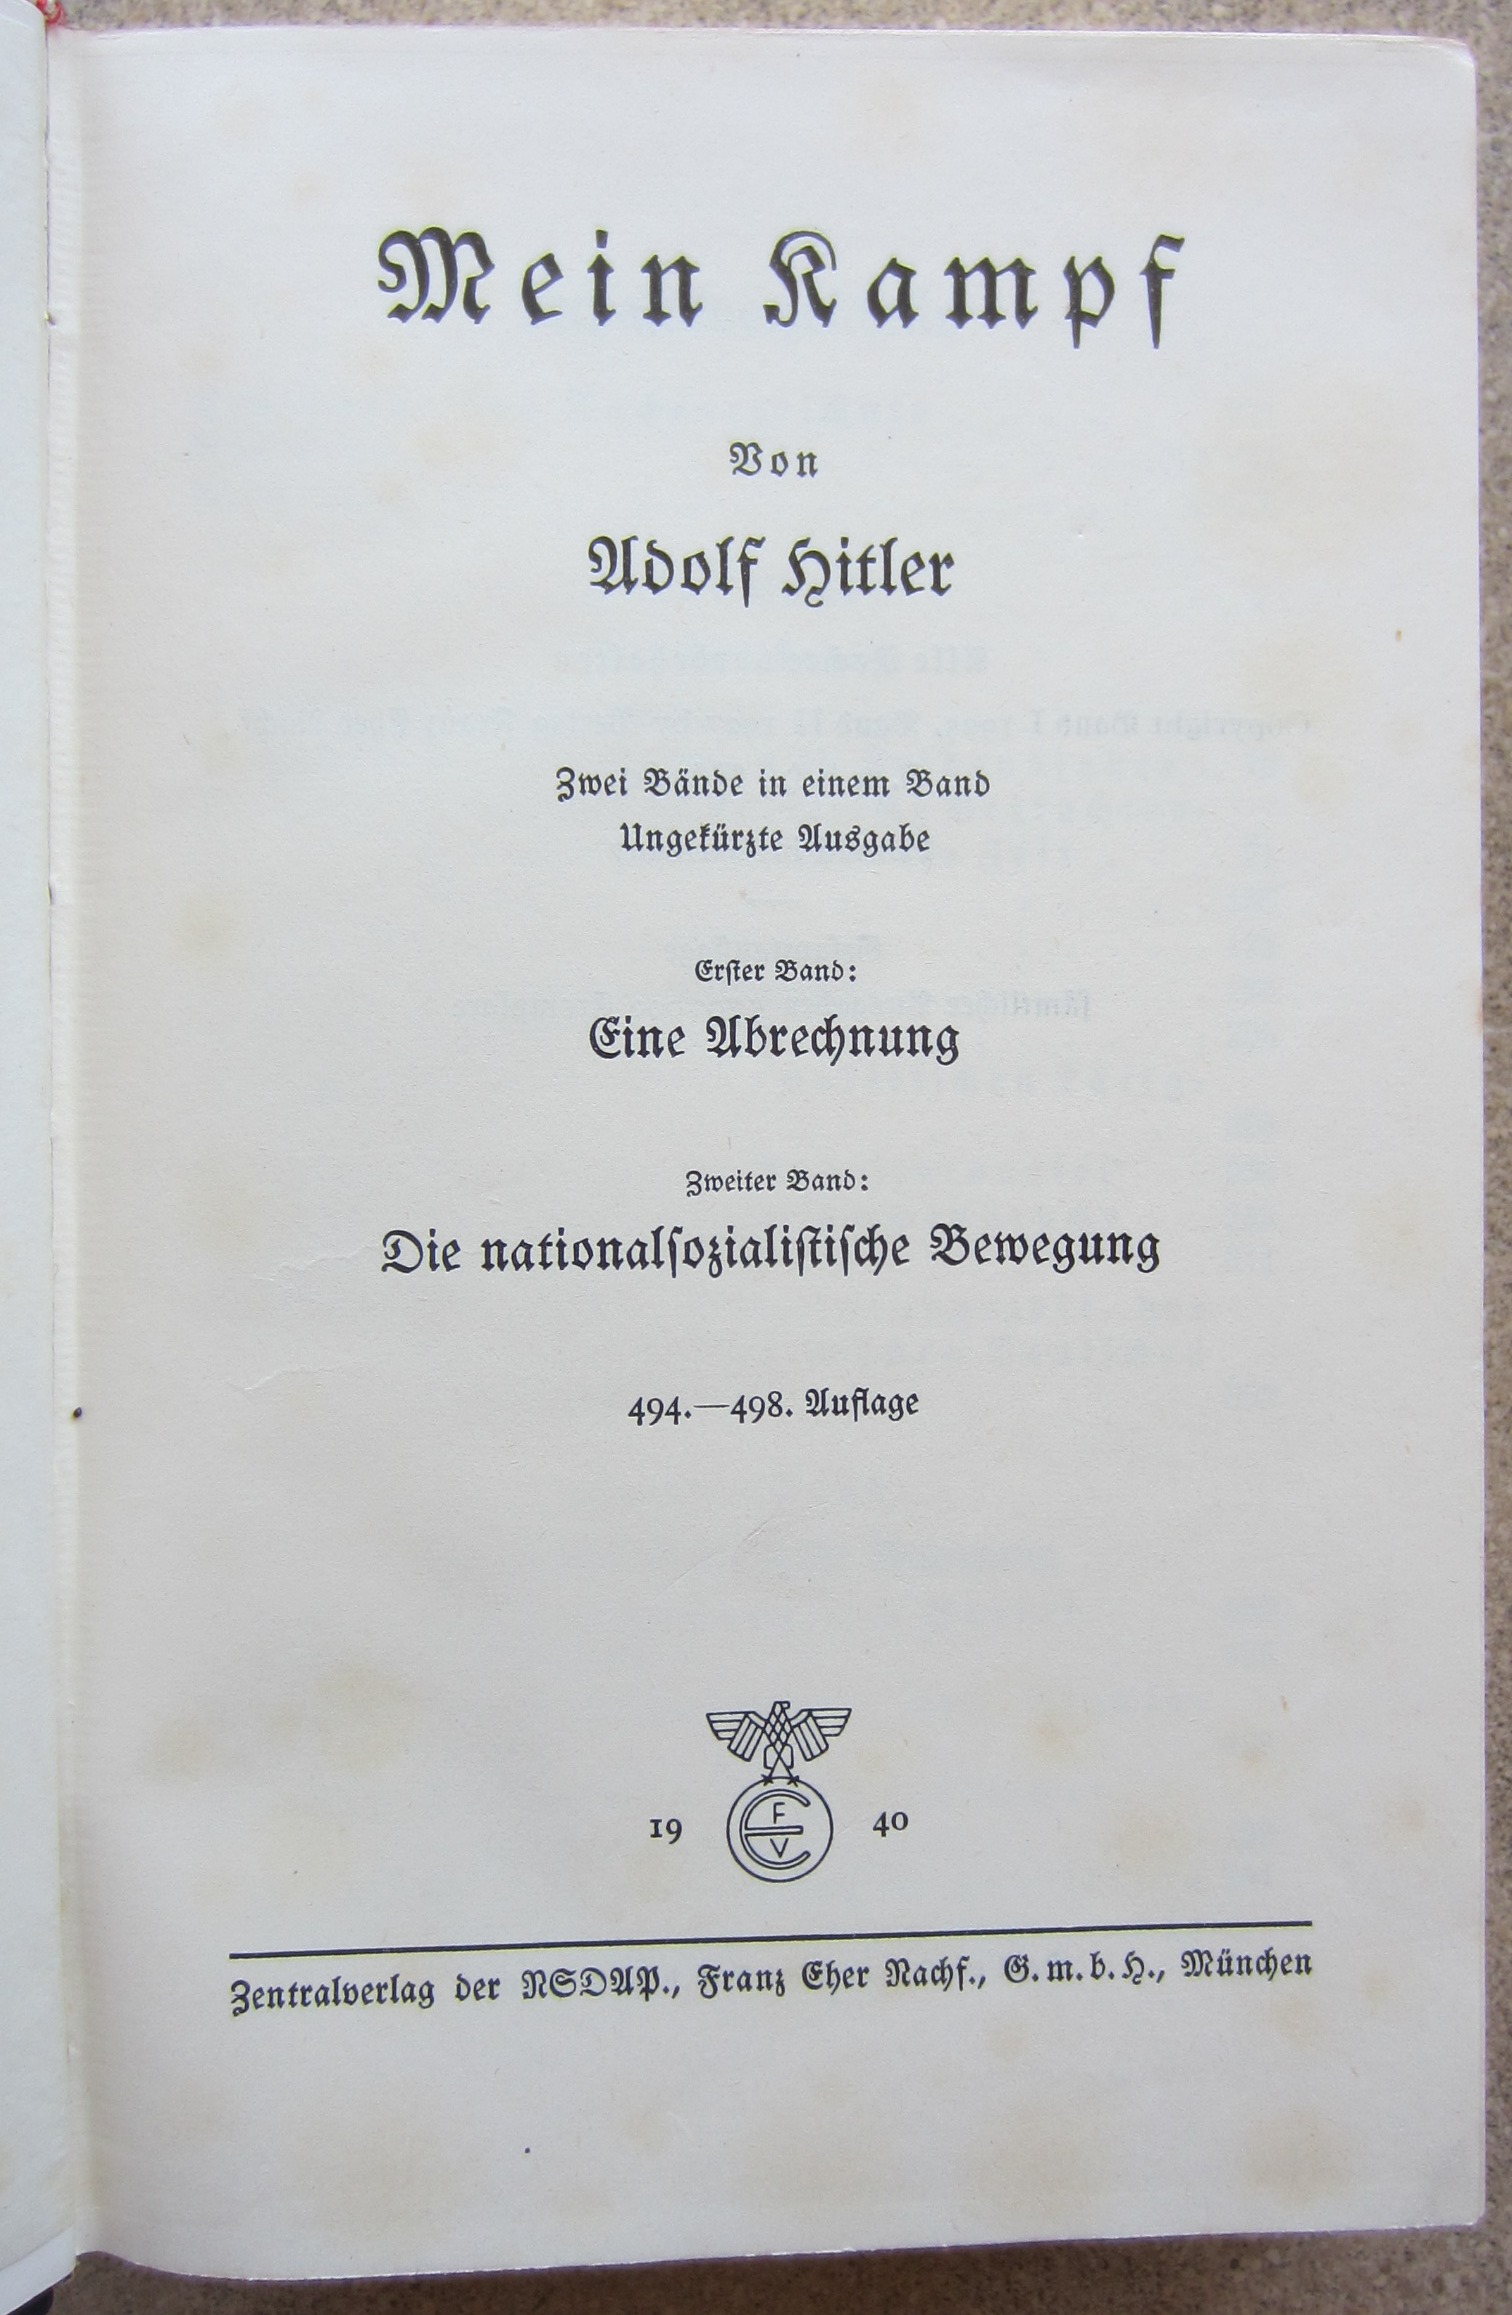 Mein Kampf
Von
Adolf Hitler
Zwei Bände in einem Band
Ungekürzte Ausgabe
Erſter Band:
Eine Abrechnung
Zweiter Band:
Die nationalſozialiſtiſche Bewegung
494.—498. Auflage
F
E
V
19 40
Zentralverlag der NSDAP., Franz Eher Nachf., G.m.b.H., München